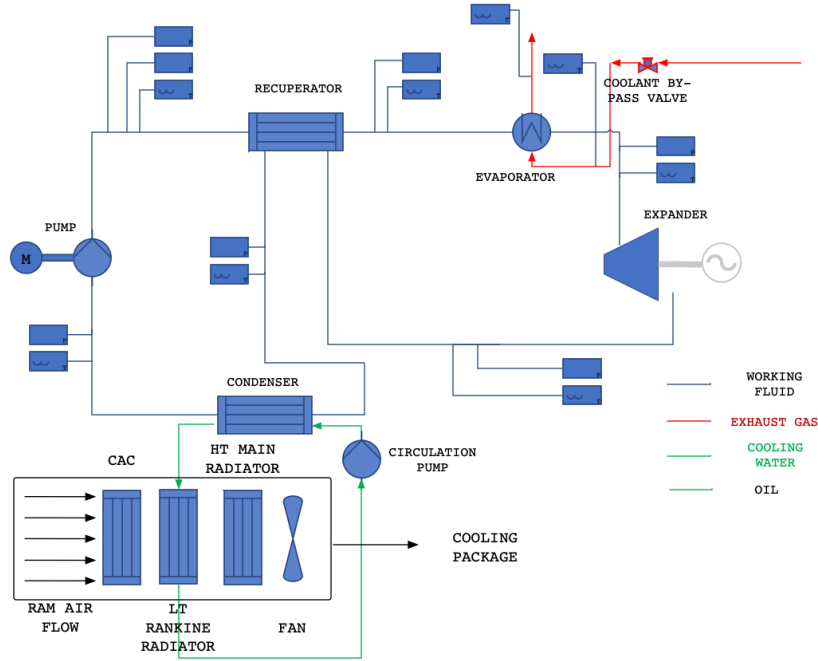 RECUPERATOR
COOLANT BY-
PASS VALVE
EVAPORATOR
EXPANDER
PUMP
M
P
T
CONDENSER
WORKING
FLUID
EXHAUST GAS
COOLING
WATER
OIL
HT MAIN
RADIATOR
CAC
CIRCULATION
PUMP
COOLING
PACKAGE
RAM AIR
FLOW
LT
RANKINE
RADIATOR
FAN